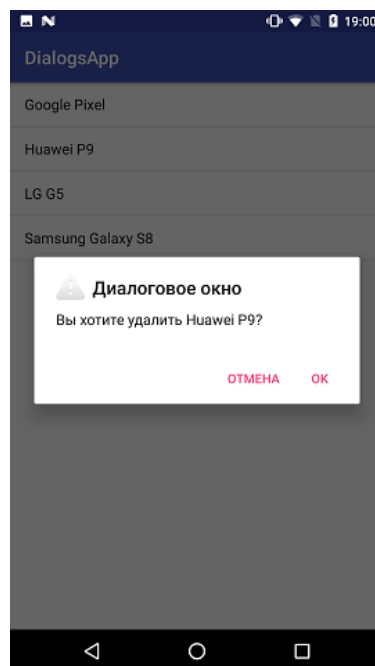 19:00
DialogsApp
Google Pixel
Huawei P9
LG G5
Samsung Galaxy S8
Диалоговое окно
Вы хотите удалить Huawei P9?
ОТМЕНА OK